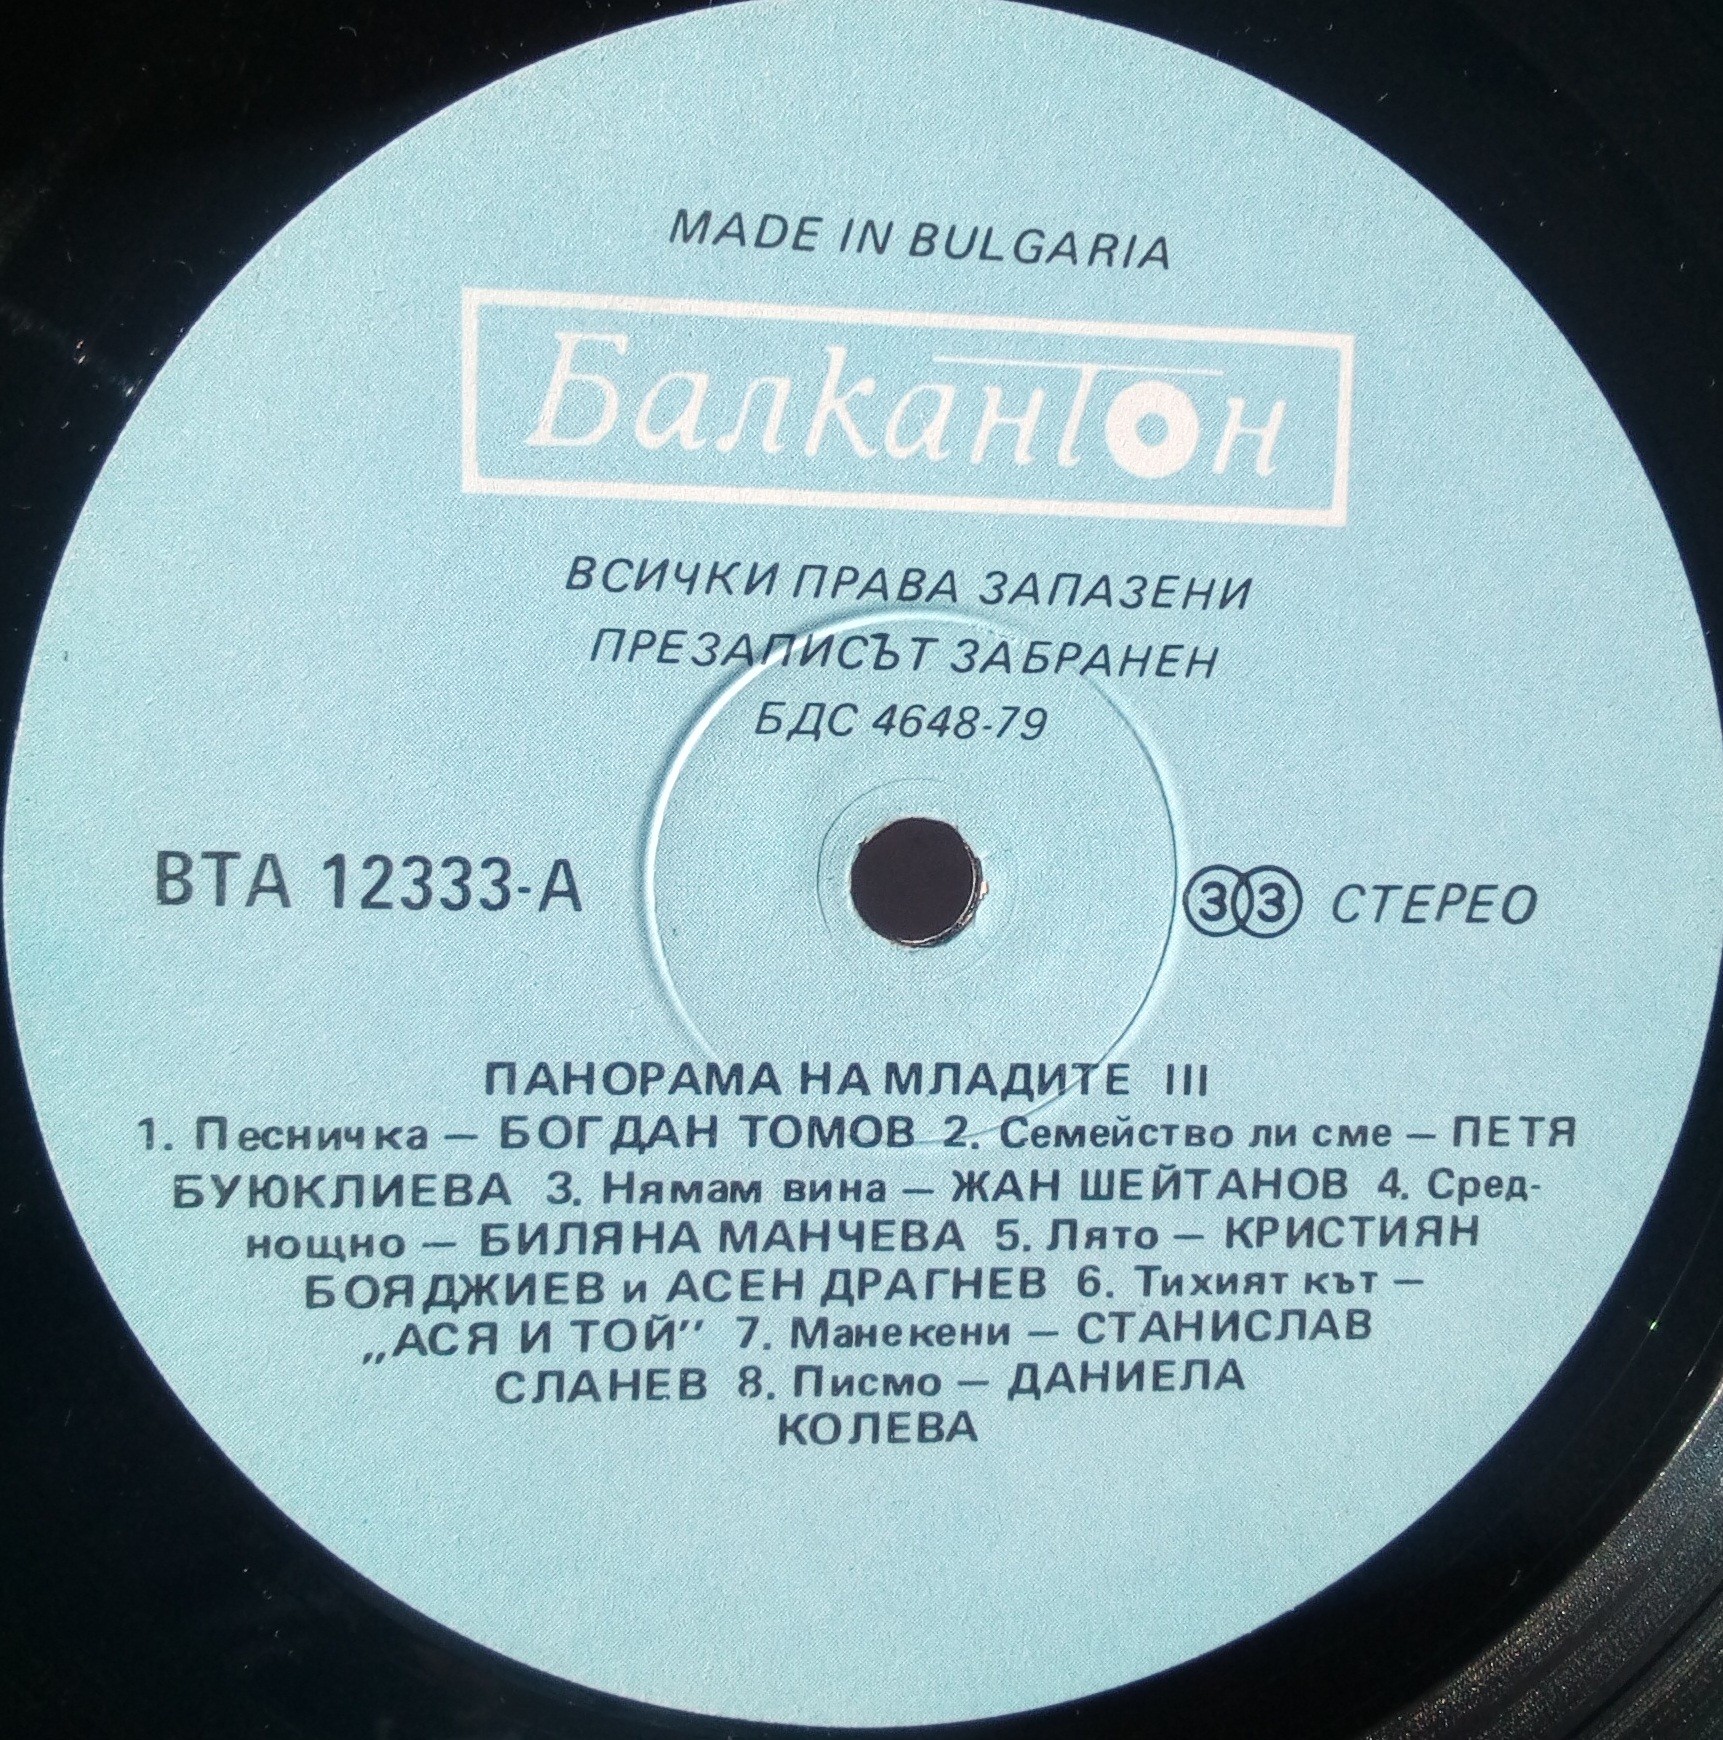 MADE IN BULGARIA
Балкантон
ВСИЧКИ ПРАВА ЗАПАЗЕНИ
ПРЕЗАПИСЪТ ЗАБРАНЕН
БДС 4648-79
ВТА 12333-А
33 СТЕРЕО
ПАНОРАМА НА МЛАДИТЕ III
1. Песничка — БОГДАН ТОМОВ 2. Семейство ли сме — ПЕТЯ
БУЮКЛИЕВА 3. Нямам вина — ЖАН ШЕЙТАНОВ 4. Сред-
нощно — БИЛЯНА МАНЧЕВА 5. Лято — КРИСТИЯН
БОЯДЖИЕВ и АСЕН ДРАГНЕВ 6. Тихият кът —
„АСЯ И ТОЙ" 7. Манекени — СТАНИСЛАВ
СЛАНЕВ 8. Писмо — ДАНИЕЛА
КОЛЕВА